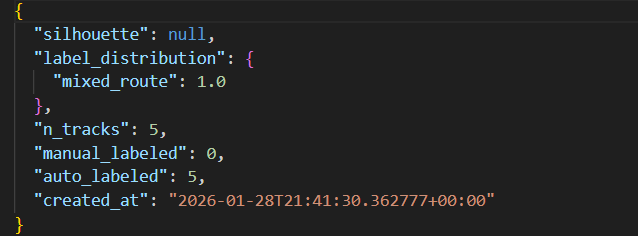 {
  "silhouette": null,
  "label_distribution": {
    "mixed_route": 1.0
  },
  "n_tracks": 5,
  "manual_labeled": 0,
  "auto_labeled": 5,
  "created_at": "2026-01-28T21:41:30.362777+00:00"
}